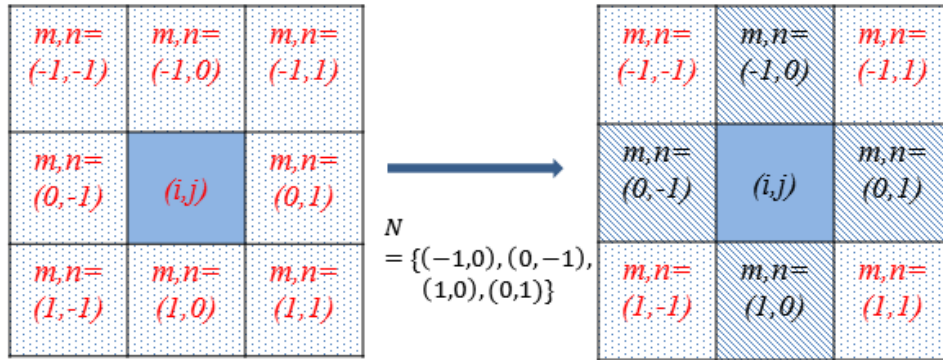 m,n=
(-1,-1)
m,n=
(-1,0)
m,n=
(-1,1)
m,n=
(0,-1)
(i,j)
m,n=
(0,1)
m,n=
(1,-1)
m,n=
(1,0)
m,n=
(1,1)
N
= {(−1,0), (0, −1),
(1,0), (0,1)}
m,n=
(-1,-1)
m,n=
(-1,0)
m,n=
(-1,1)
m,n=
(0,-1)
(i,j)
m,n=
(0,1)
m,n=
(1,-1)
m,n=
(1,0)
m,n=
(1,1)